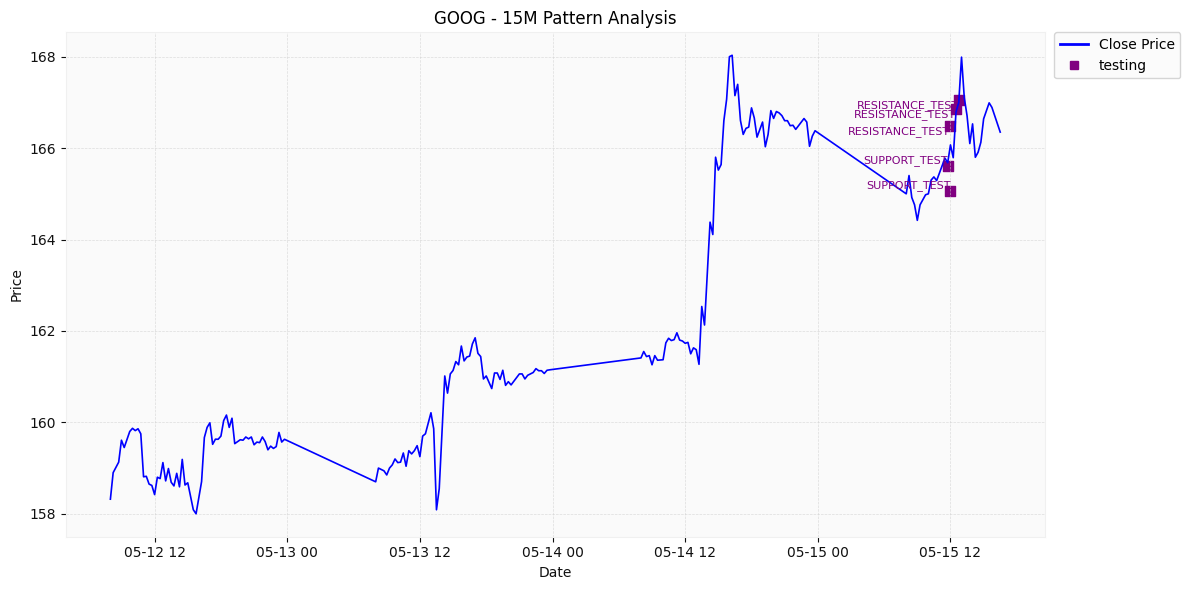 GOOG - 15M Pattern Analysis
Close Price
testing
168
166
164
162
160
158
Price
RESISTANCE_TEST
RESISTANCE_TEST
RESISTANCE_TEST
SUPPORT_TEST
SUPPORT_TEST
05-12 12
05-13 00
05-13 12
05-14 00
05-14 12
05-15 00
05-15 12
Date